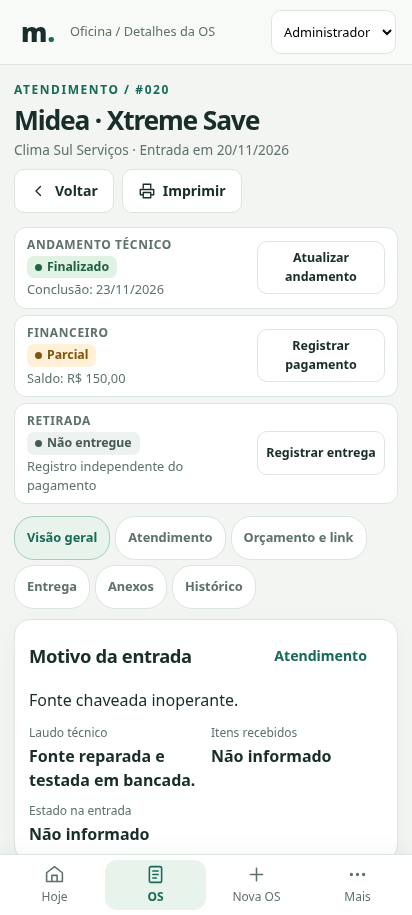 m. Oficina / Detalhes da OS Administrador
ATENDIMENTO / #020
Midea · Xtreme Save
Clima Sul Serviços · Entrada em 20/11/2026
Voltar Imprimir
ANDAMENTO TÉCNICO
Finalizado
Conclusão: 23/11/2026
Atualizar
andamento
FINANCEIRO
Parcial
Saldo: R$ 150,00
Registrar
pagamento
RETIRADA
Não entregue
Registro independente do
pagamento
Registrar entrega
Visão geral Atendimento Orçamento e link
Entrega Anexos Histórico
Motivo da entrada Atendimento
Fonte chaveada inoperante.
Laudo técnico
Fonte reparada e
testada em bancada.
Itens recebidos
Não informado
Estado na entrada
Não informado
Hoje OS Nova OS Mais